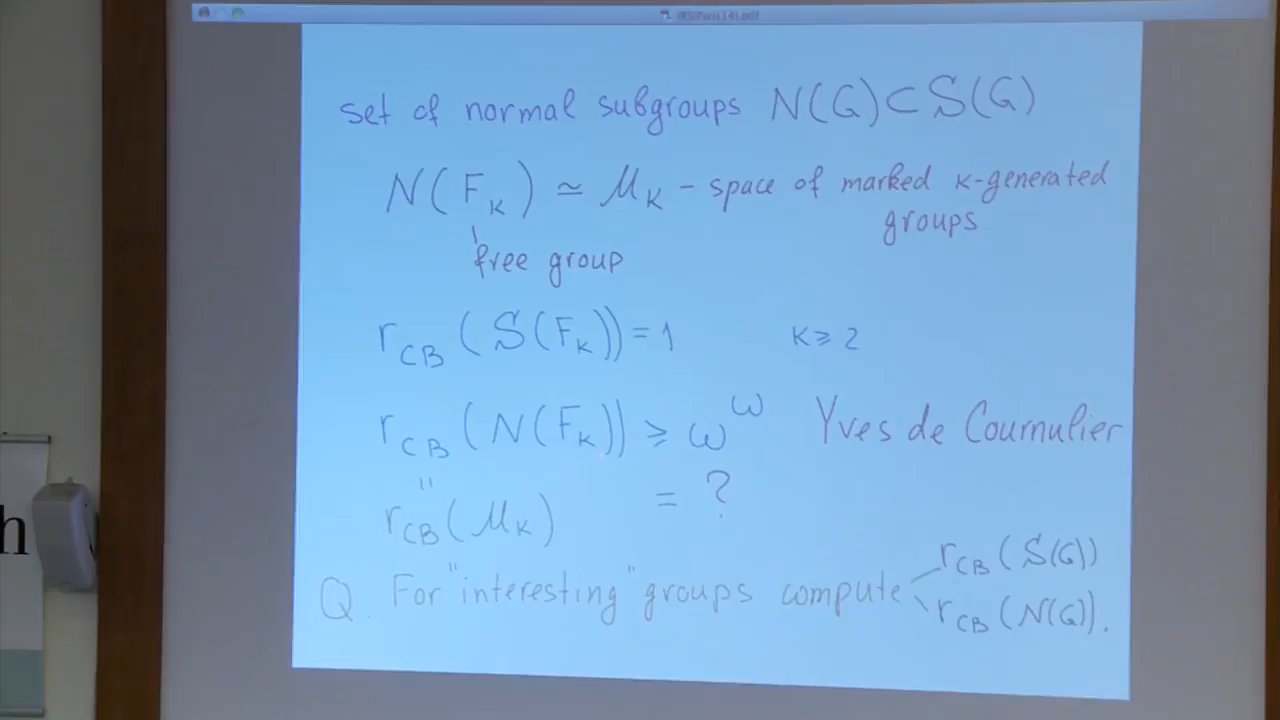 set of normal subgroups N(G) ⊂ S(G)
N(F_K) ≃ M_K – space of marked K-generated
groups
free group
r_CB (S(F_K)) = 1 K ≥ 2
r_CB (N(F_K)) ≥ ω^ω Yves de Cournulier
"
r_CB (M_K) = ?
Q. For "interesting" groups compute r_CB (S(G))
r_CB (N(G)).
h